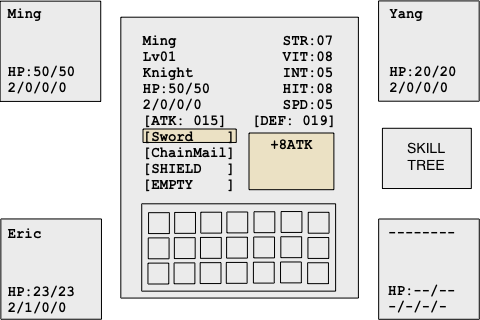 Ming
HP:50/50
2/0/0/0
Ming STR:07
Lv01 VIT:08
Knight INT:05
HP:50/50 HIT:08
2/0/0/0 SPD:05
[ATK: 015] [DEF: 019]
[Sword ]
[ChainMail]
[SHIELD ]
[EMPTY ]
+8ATK
Yang
HP:20/20
2/0/0/0
SKILL
TREE
Eric
HP:23/23
2/1/0/0
--------
HP:--/--
-/-/-/-